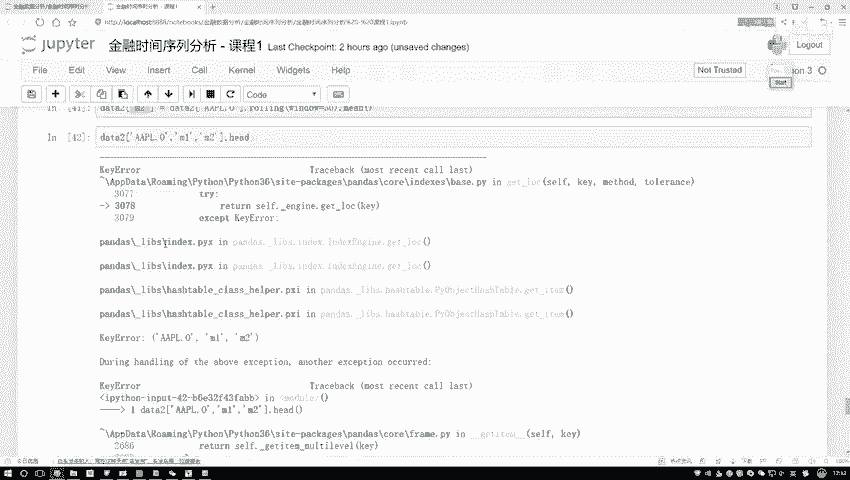 金融时间序列分析 - 课程1 Last Checkpoint: 2 hours ago (unsaved changes)
jupyter
Logout
File Edit View Insert Cell Kernel Widgets Help
Not Trusted
Code
In [41]: data2['m2'] = data2['AAPL.O'].rolling(window=30).mean()
In [42]: data2['AAPL.O','m1','m2'].head
KeyError Traceback (most recent call last)
~\AppData\Roaming\Python\Python36\site-packages\pandas\core\indexes\base.py in get_loc(self, key, method, tolerance)
3077 try:
-> 3078 return self._engine.get_loc(key)
3079 except KeyError:
pandas\_libs\index.pyx in pandas._libs.index.IndexEngine.get_loc()
pandas\_libs\index.pyx in pandas._libs.index.IndexEngine.get_loc()
pandas\_libs\hashtable_class_helper.pxi in pandas._libs.hashtable.PyObjectHashTable.get_item()
pandas\_libs\hashtable_class_helper.pxi in pandas._libs.hashtable.PyObjectHashTable.get_item()
KeyError: ('AAPL.O', 'm1', 'm2')
During handling of the above exception, another exception occurred:
KeyError Traceback (most recent call last)
<ipython-input-42-b6e32f43fabb> in <module>()
----> 1 data2['AAPL.O','m1','m2'].head()
~\AppData\Roaming\Python\Python36\site-packages\pandas\core\frame.py in __getitem__(self, key)
2686 return self._getitem_multilevel(key)